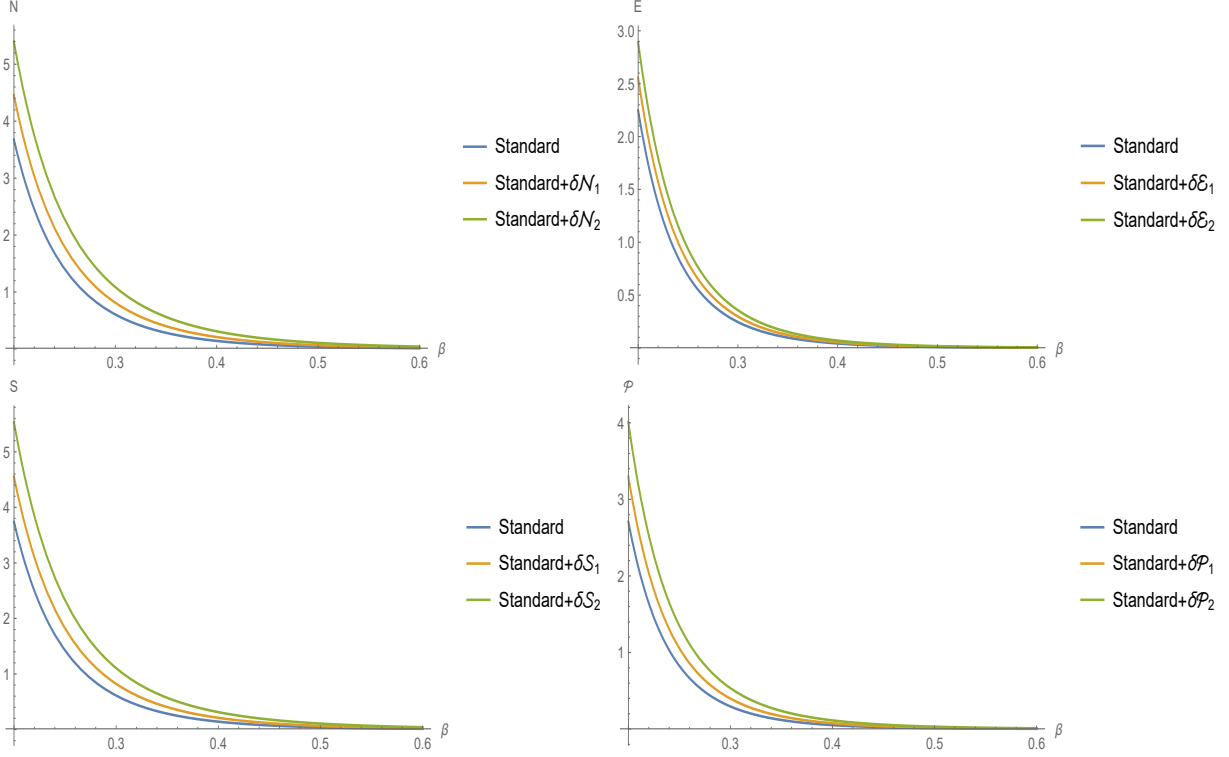 N
5
4
3
2
1
0.3 0.4 0.5 0.6 β
Standard
Standard+δ𝒩₁
Standard+δ𝒩₂
E
3.0
2.5
2.0
1.5
1.0
0.5
0.3 0.4 0.5 0.6 β
Standard
Standard+δℰ₁
Standard+δℰ₂
S
5
4
3
2
1
0.3 0.4 0.5 0.6 β
Standard
Standard+δ𝒮₁
Standard+δ𝒮₂
𝒫
4
3
2
1
0.3 0.4 0.5 0.6 β
Standard
Standard+δ𝒫₁
Standard+δ𝒫₂